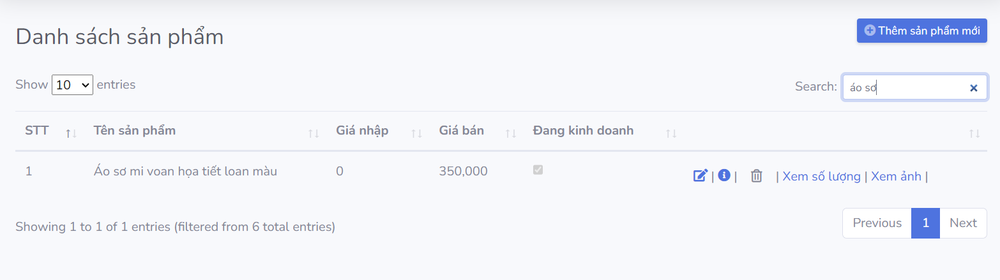 Danh sách sản phẩm
Thêm sản phẩm mới
Show 10 entries
Search: áo sơ
STT Tên sản phẩm Giá nhập Giá bán Đang kinh doanh
1 Áo sơ mi voan họa tiết loan màu 0 350,000 | | | Xem số lượng | Xem ảnh |
Showing 1 to 1 of 1 entries (filtered from 6 total entries)
Previous 1 Next